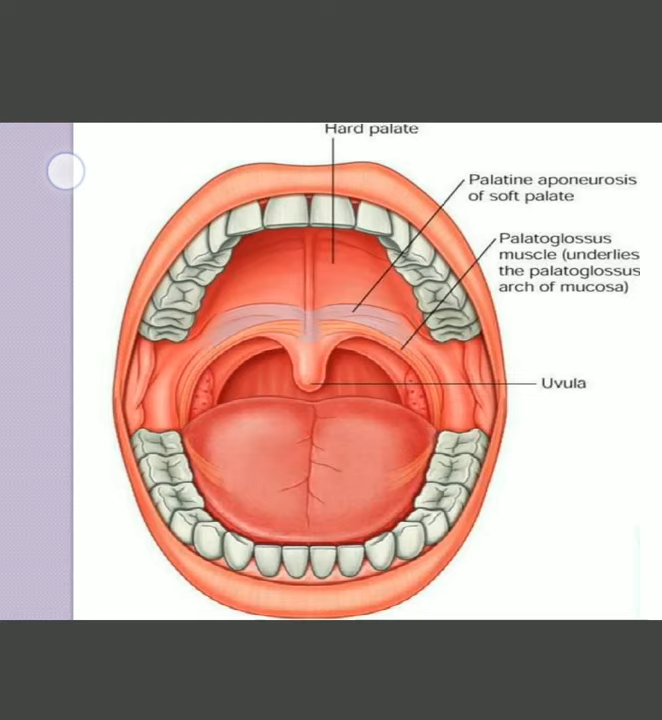 Hard palate
Palatine aponeurosis
of soft palate
Palatoglossus
muscle (underlies
the palatoglossus
arch of mucosa)
Uvula